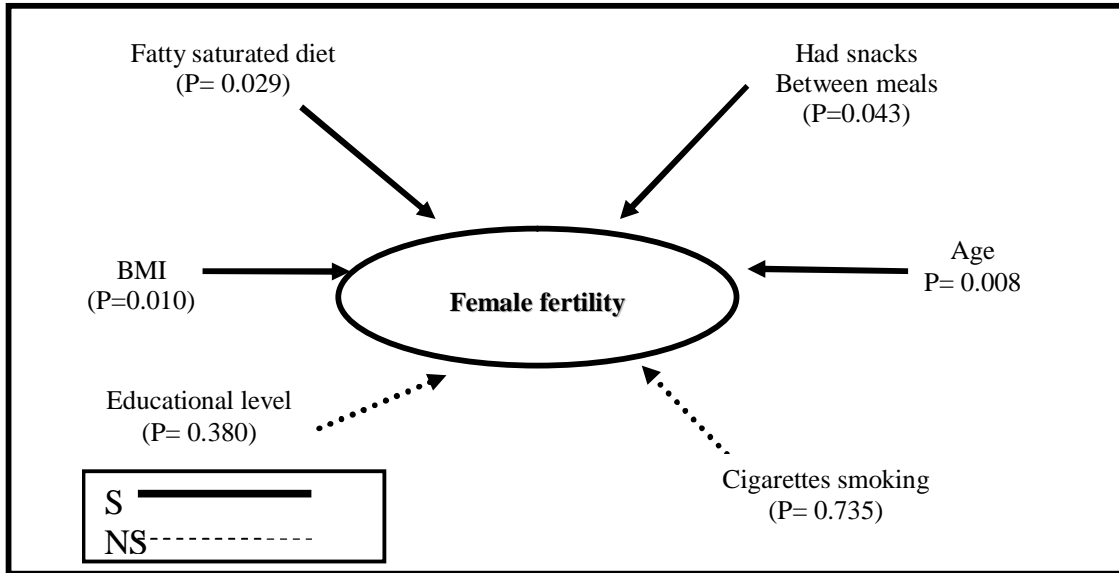 Fatty saturated diet
(P= 0.029)
Had snacks
Between meals
(P=0.043)
BMI
(P=0.010)
Female fertility
Age
P= 0.008
Educational level
(P= 0.380)
Cigarettes smoking
(P= 0.735)
S
NS